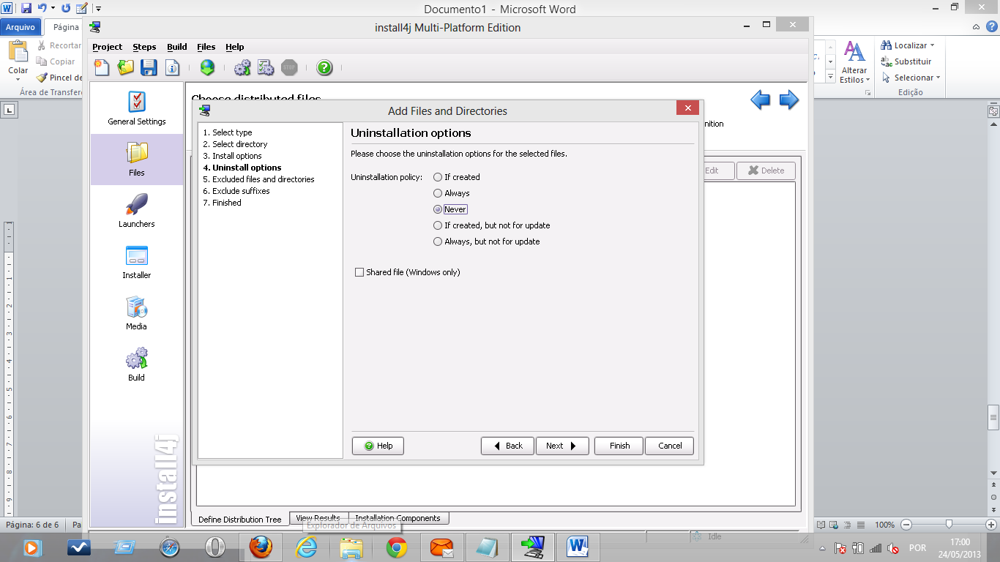 Documento1 - Microsoft Word
Arquivo
Página
install4j Multi-Platform Edition
Project Steps Build Files Help
Colar
Recortar
Copiar
Pincel de
Área de Transfer
Localizar
Substituir
Selecionar
Alterar
Estilos
Edição
STOP
General Settings
Files
Launchers
Installer
Media
Build
install4j
Choose distributed files
nition
Edit
Delete
Add Files and Directories
1. Select type
2. Select directory
3. Install options
4. Uninstall options
5. Excluded files and directories
6. Exclude suffixes
7. Finished
Uninstallation options
Please choose the uninstallation options for the selected files.
Uninstallation policy:
If created
Always
Never
If created, but not for update
Always, but not for update
Shared file (Windows only)
Help
Back
Next
Finish
Cancel
Define Distribution Tree
View Results
Installation Components
Explorador de Arquivos
Idle
Página: 6 de 6
Pa
100%
POR
17:00
24/05/2013